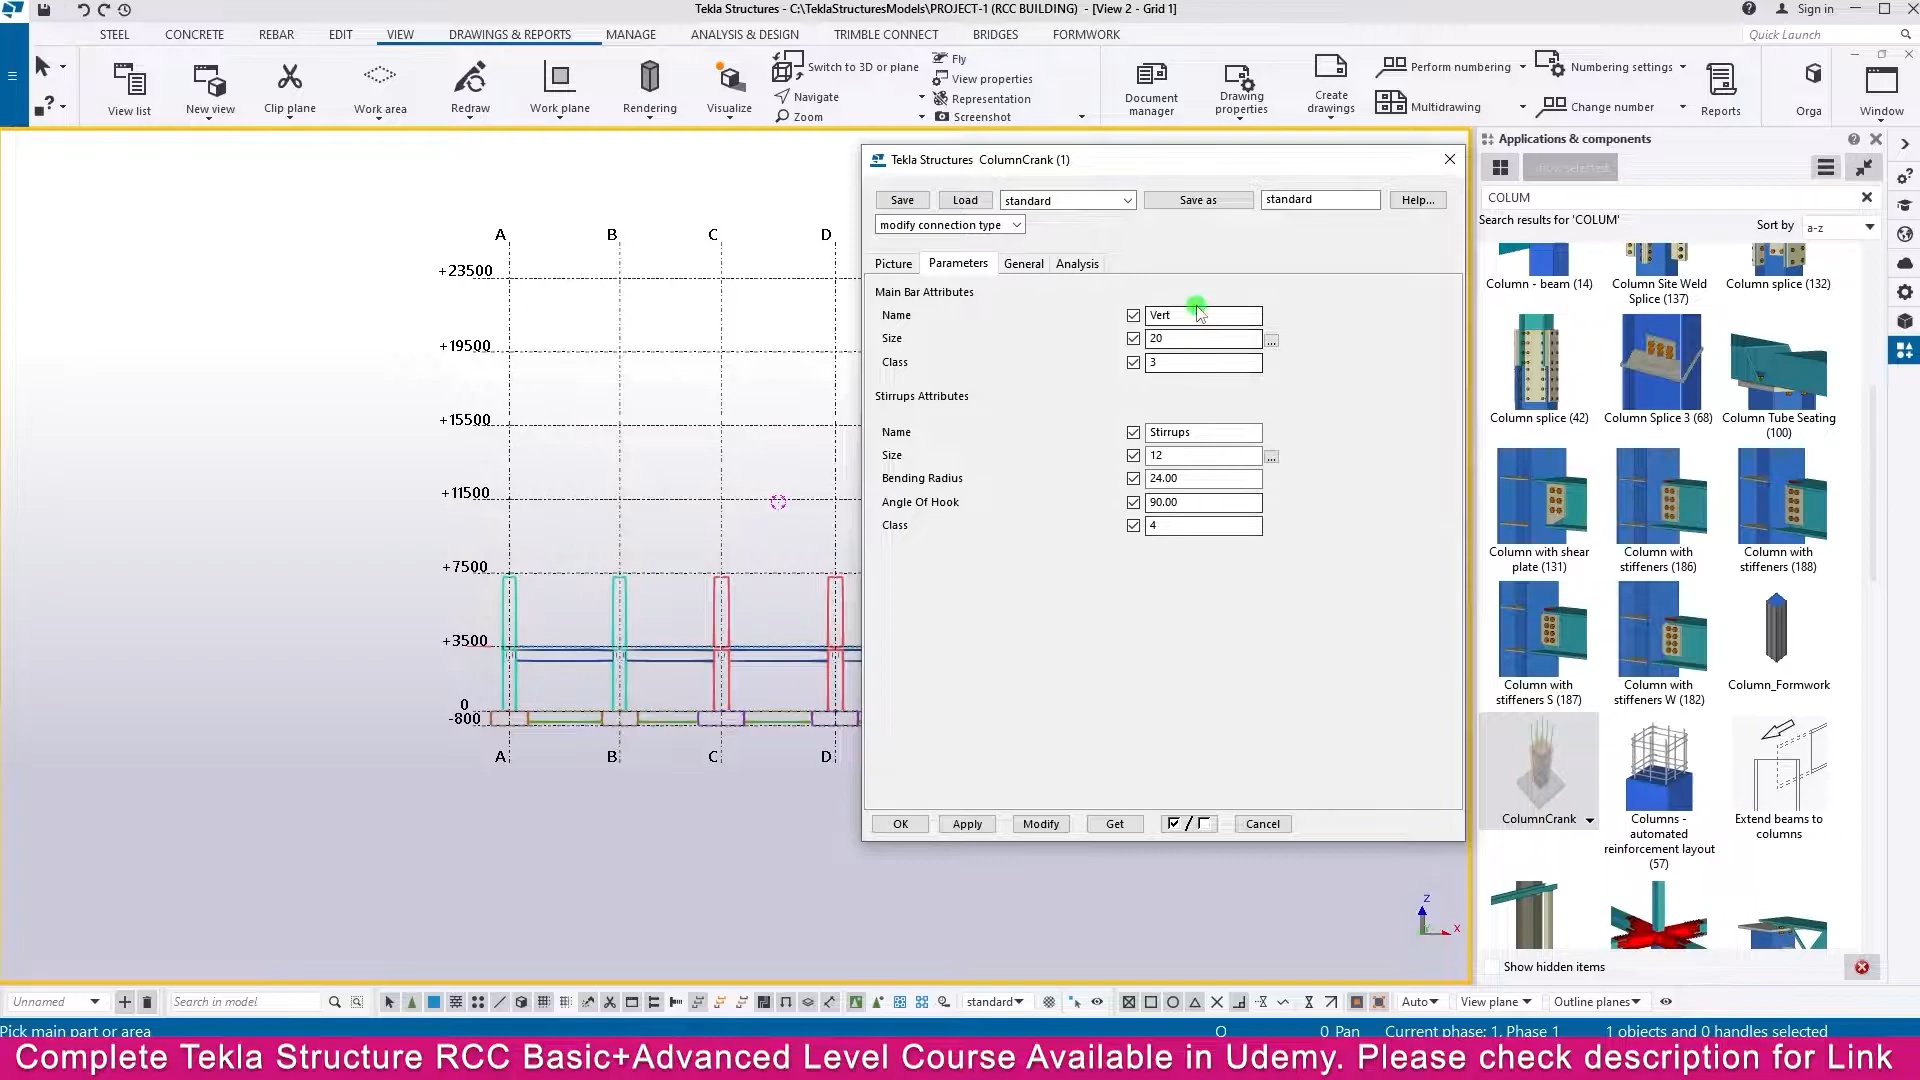 Tekla Structures - C:\TeklaStructuresModels\PROJECT-1 (RCC BUILDING) - [View 2 - Grid 1]
Sign in
STEEL CONCRETE REBAR EDIT VIEW DRAWINGS & REPORTS MANAGE ANALYSIS & DESIGN TRIMBLE CONNECT BRIDGES FORMWORK
Quick Launch
View list
New view
Clip plane
Work area
Redraw
Work plane
Rendering
Visualize
Switch to 3D or plane
Navigate
Zoom
Fly
View properties
Representation
Screenshot
Document manager
Drawing properties
Create drawings
Perform numbering
Multidrawing
Numbering settings
Change number
Reports
Orga
Window
A B C D
+23500
+19500
+15500
+11500
+7500
+3500
0
-800
A B C D
Tekla Structures ColumnCrank (1)
Save Load standard Save as standard Help...
modify connection type
Picture Parameters General Analysis
Main Bar Attributes
Name Vert
Size 20 ...
Class 3
Stirrups Attributes
Name Stirrups
Size 12 ...
Bending Radius 24.00
Angle Of Hook 90.00
Class 4
OK Apply Modify Get / Cancel
Z
X
Applications & components
COLUM
Search results for 'COLUM'
Sort by a-z
Column - beam (14)
Column Site Weld Splice (137)
Column splice (132)
Column splice (42)
Column Splice 3 (68)
Column Tube Seating (100)
Column with shear plate (131)
Column with stiffeners (186)
Column with stiffeners (188)
Column with stiffeners S (187)
Column with stiffeners W (182)
Column_Formwork
ColumnCrank
Columns - automated reinforcement layout (57)
Extend beams to columns
Show hidden items
Unnamed
Search in model
standard
Auto
View plane
Outline planes
Pick main part or area
O
0 Pan
Current phase: 1, Phase 1
1 objects and 0 handles selected
Complete Tekla Structure RCC Basic+Advanced Level Course Available in Udemy. Please check description for Link